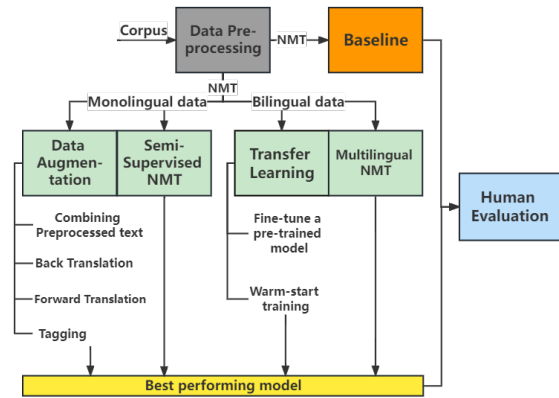 Corpus
Data Pre-
processing
NMT
Baseline
NMT
Monolingual data
Bilingual data
Data
Augmen-
tation
Semi-
Supervised
NMT
Transfer
Learning
Multilingual
NMT
Human
Evaluation
Combining
Preprocessed text
Back Translation
Forward Translation
Tagging
Fine-tune a
pre-trained
model
Warm-start
training
Best performing model